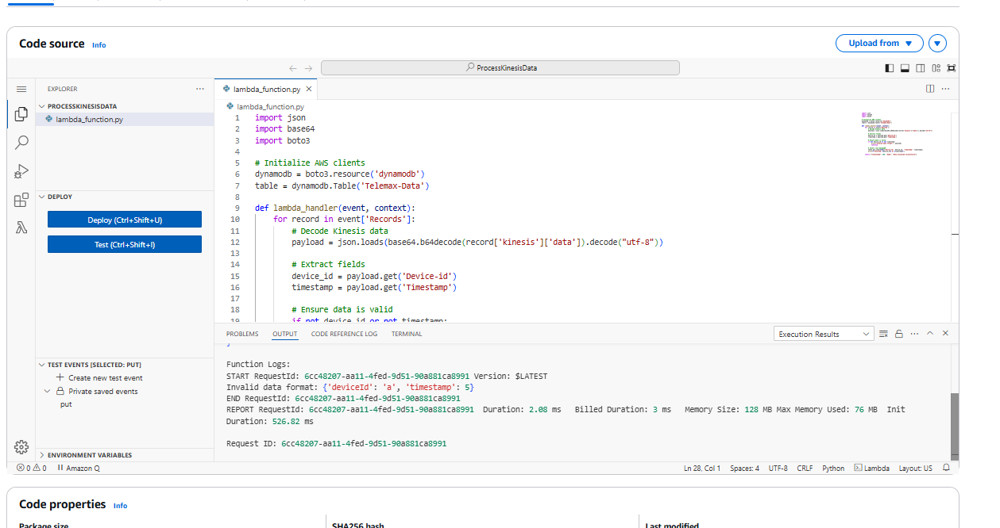 Code source Info
Upload from
ProcessKinesisData
EXPLORER
PROCESSKINESISDATA
lambda_function.py
DEPLOY
Deploy (Ctrl+Shift+U)
Test (Ctrl+Shift+I)
TEST EVENTS [SELECTED: PUT]
Create new test event
Private saved events
put
ENVIRONMENT VARIABLES
lambda_function.py
lambda_function.py
1 import json
2 import base64
3 import boto3
4
5 # Initialize AWS clients
6 dynamodb = boto3.resource('dynamodb')
7 table = dynamodb.Table('Telemax-Data')
8
9 def lambda_handler(event, context):
10 for record in event['Records']:
11 # Decode Kinesis data
12 payload = json.loads(base64.b64decode(record['kinesis']['data']).decode("utf-8"))
13
14 # Extract fields
15 device_id = payload.get('Device-id')
16 timestamp = payload.get('Timestamp')
17
18 # Ensure data is valid
19 if not device_id or not timestamp:
PROBLEMS OUTPUT CODE REFERENCE LOG TERMINAL
Execution Results
}
Function Logs:
START RequestId: 6cc48207-aa11-4fed-9d51-90a881ca8991 Version: $LATEST
Invalid data format: {'deviceId': 'a', 'timestamp': 5}
END RequestId: 6cc48207-aa11-4fed-9d51-90a881ca8991
REPORT RequestId: 6cc48207-aa11-4fed-9d51-90a881ca8991 Duration: 2.08 ms Billed Duration: 3 ms Memory Size: 128 MB Max Memory Used: 76 MB Init
Duration: 526.82 ms
Request ID: 6cc48207-aa11-4fed-9d51-90a881ca8991
0 0 Amazon Q
Ln 28, Col 1 Spaces: 4 UTF-8 CRLF Python Lambda Layout: US
Code properties Info
Package size
SHA256 hash
Last modified